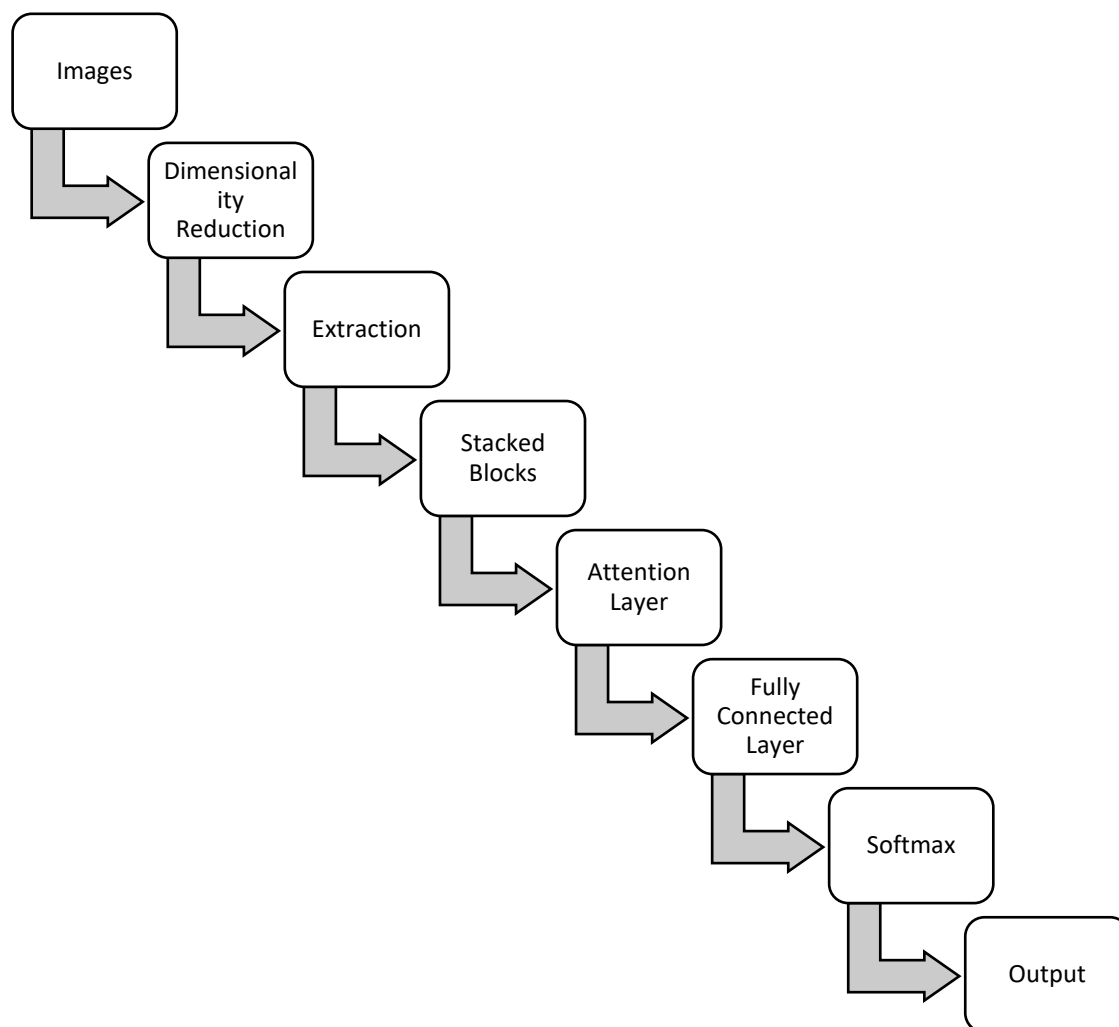 Images
Dimensional
ity
Reduction
Extraction
Stacked
Blocks
Attention
Layer
Fully
Connected
Layer
Softmax
Output